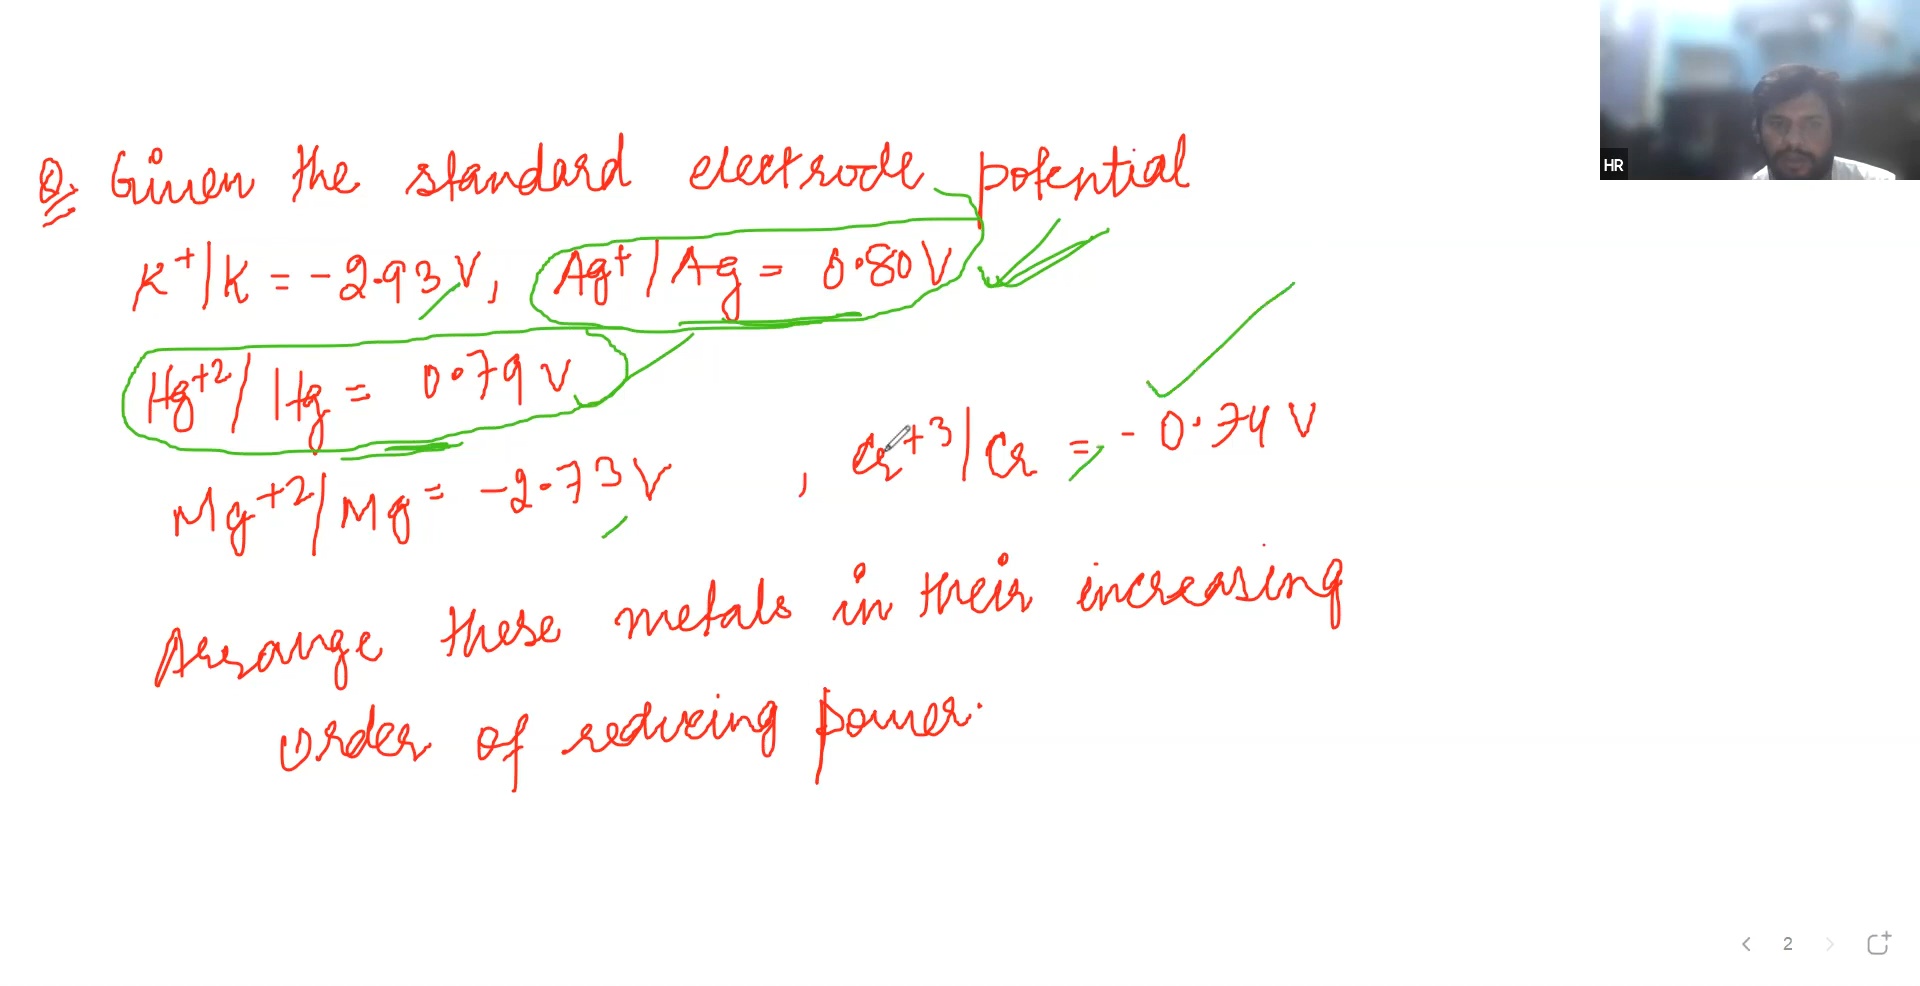 Q. Given the standard electrode potential
K⁺/K = -2.93 V, Ag⁺/Ag = 0.80 V
Hg⁺²/Hg = 0.79 V
Mg⁺²/Mg = -2.73 V , Cr⁺³/Cr = -0.74 V
Arrange these metals in their increasing
order of reducing power.
HR
2